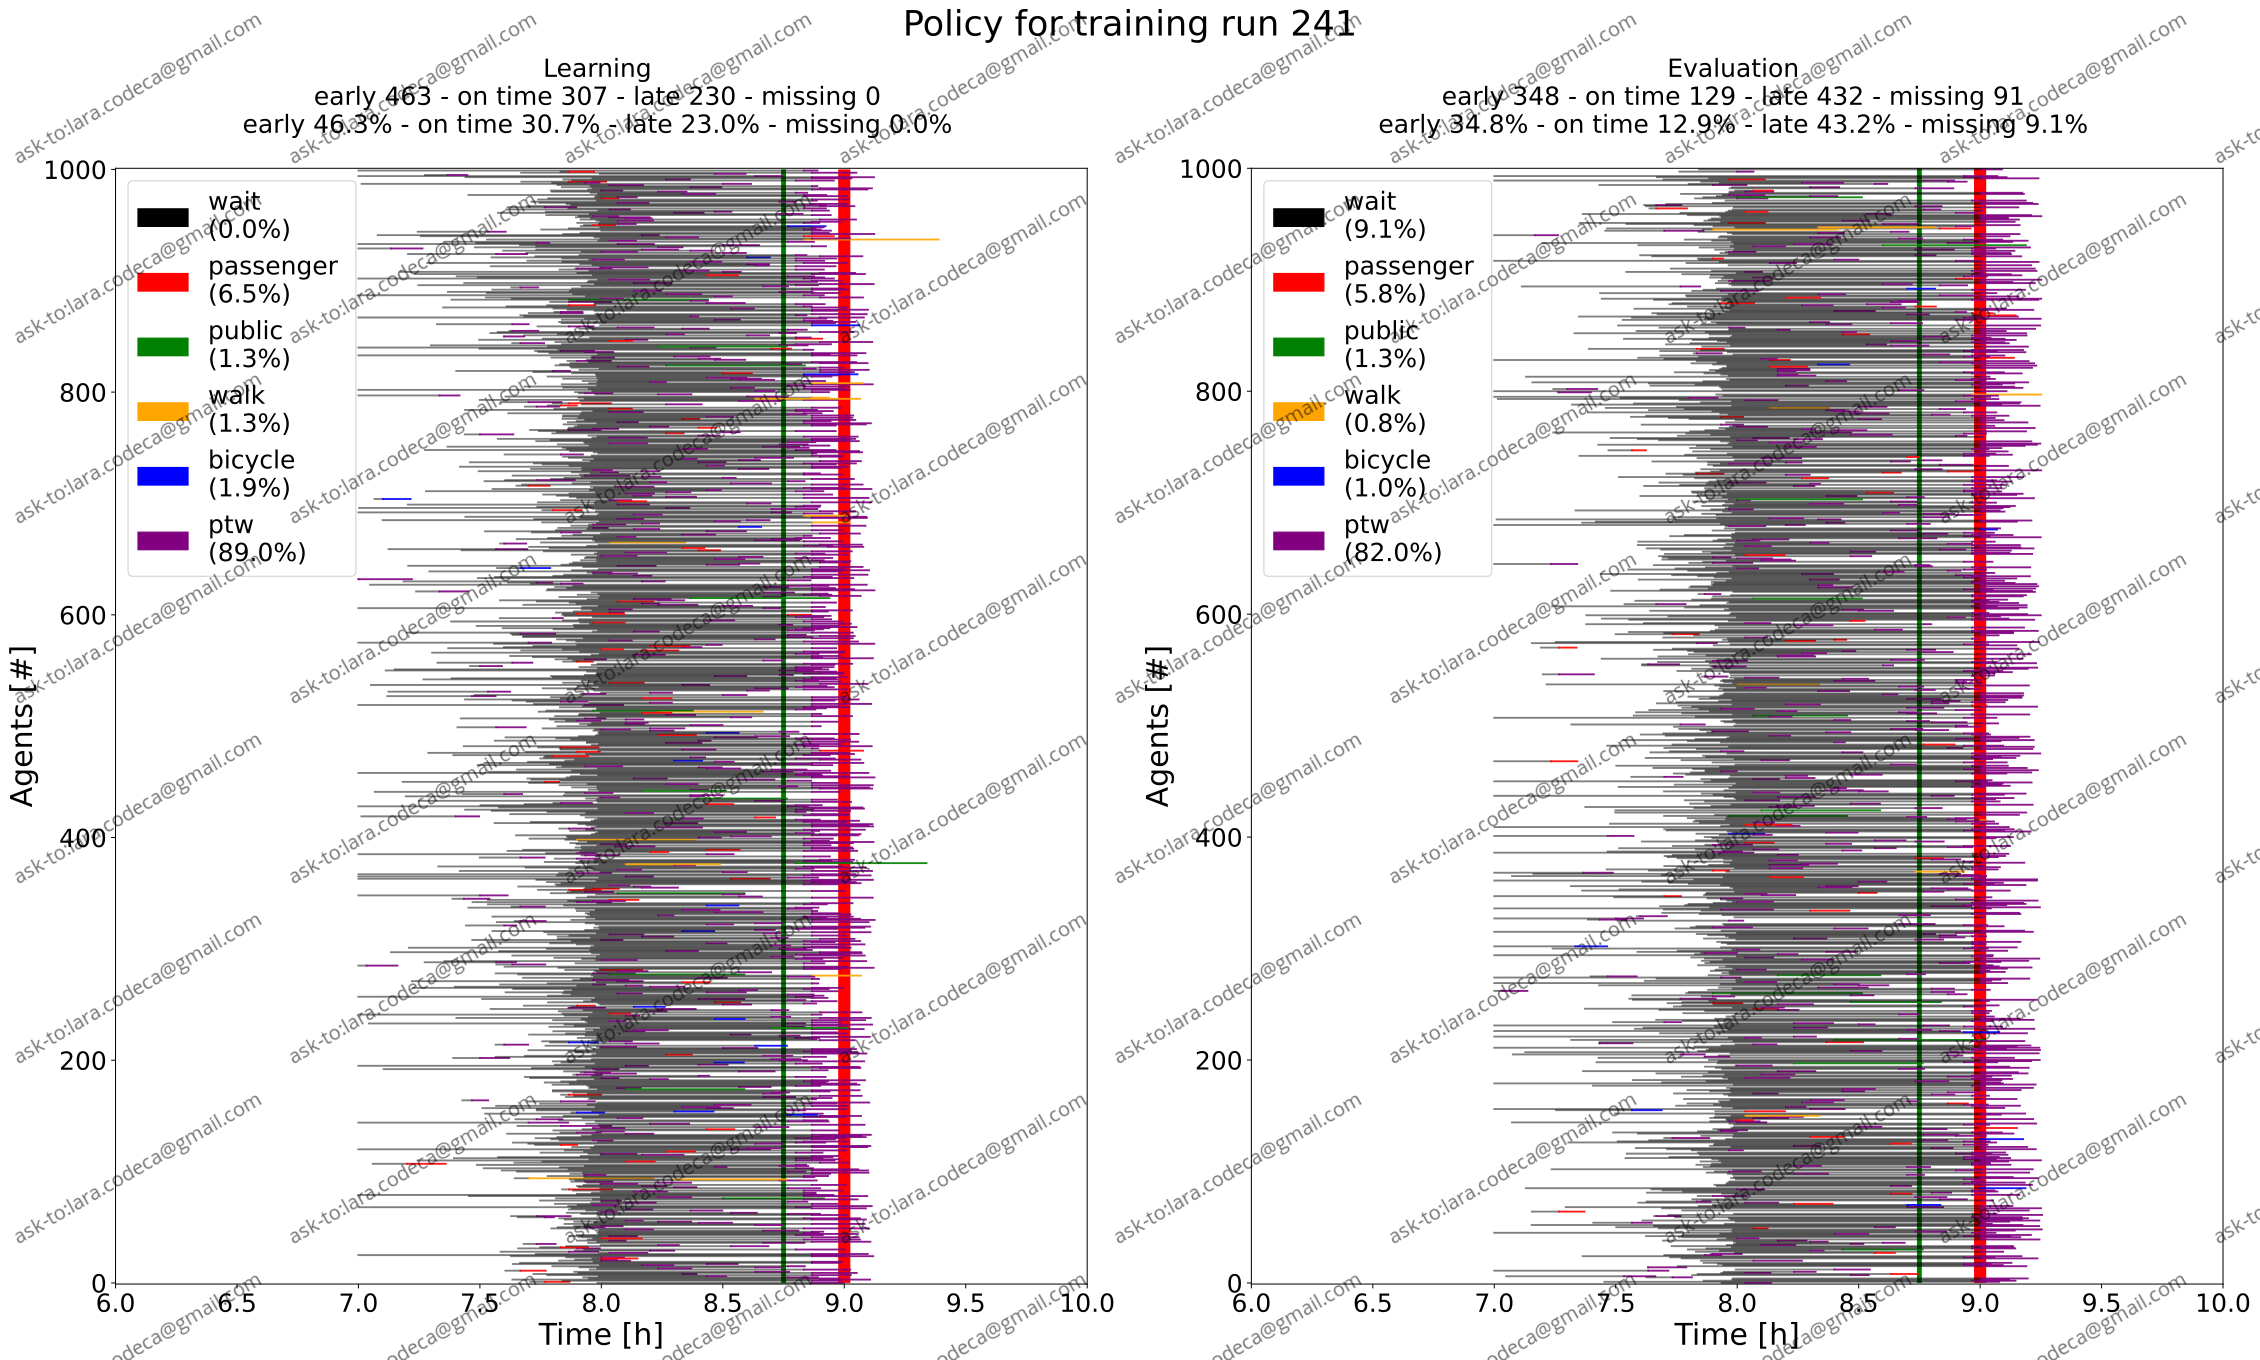 Policy for training run 241
Learning
early 463 - on time 307 - late 230 - missing 0
early 46.3% - on time 30.7% - late 23.0% - missing 0.0%
wait
(0.0%)
passenger
(6.5%)
public
(1.3%)
walk
(1.3%)
bicycle
(1.9%)
ptw
(89.0%)
Agents [#]
1000
800
600
400
200
0
6.0 6.5 7.0 7.5 8.0 8.5 9.0 9.5 10.0
Time [h]
Evaluation
early 348 - on time 129 - late 432 - missing 91
early 34.8% - on time 12.9% - late 43.2% - missing 9.1%
wait
(9.1%)
passenger
(5.8%)
public
(1.3%)
walk
(0.8%)
bicycle
(1.0%)
ptw
(82.0%)
Agents [#]
1000
800
600
400
200
0
6.0 6.5 7.0 7.5 8.0 8.5 9.0 9.5 10.0
Time [h]
ask-to:lara.codeca@gmail.com